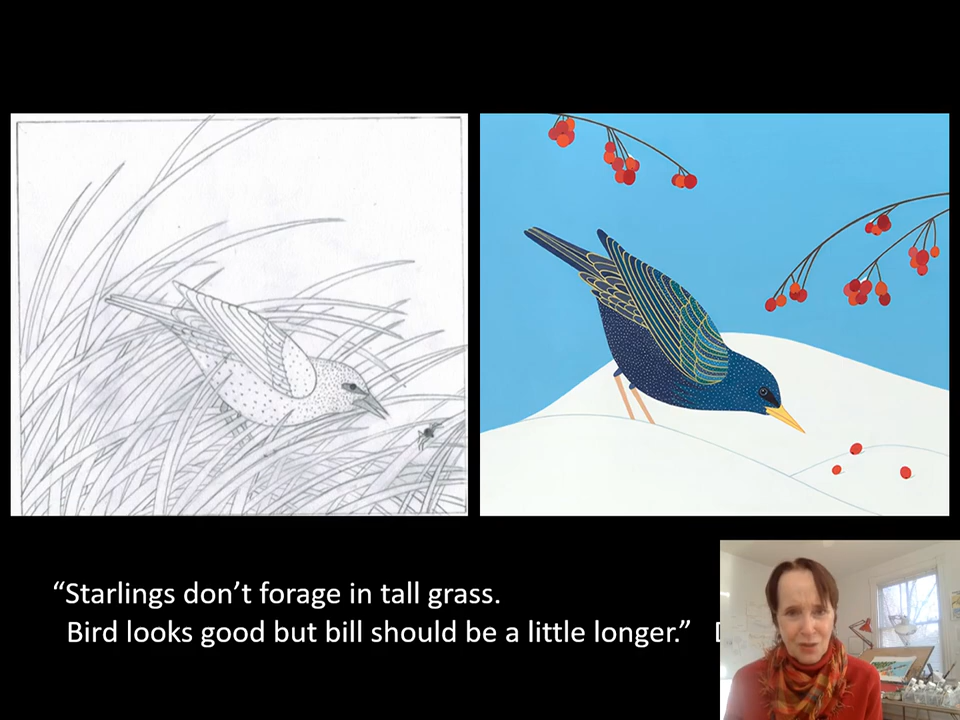 “Starlings don’t forage in tall grass.
Bird looks good but bill should be a little longer.”